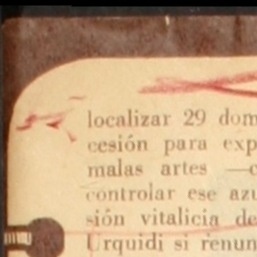 localizar 29 dom
cesión para exp
malas artes —c
controlar ese azu
sión vitalicia de
Urquidi si renun